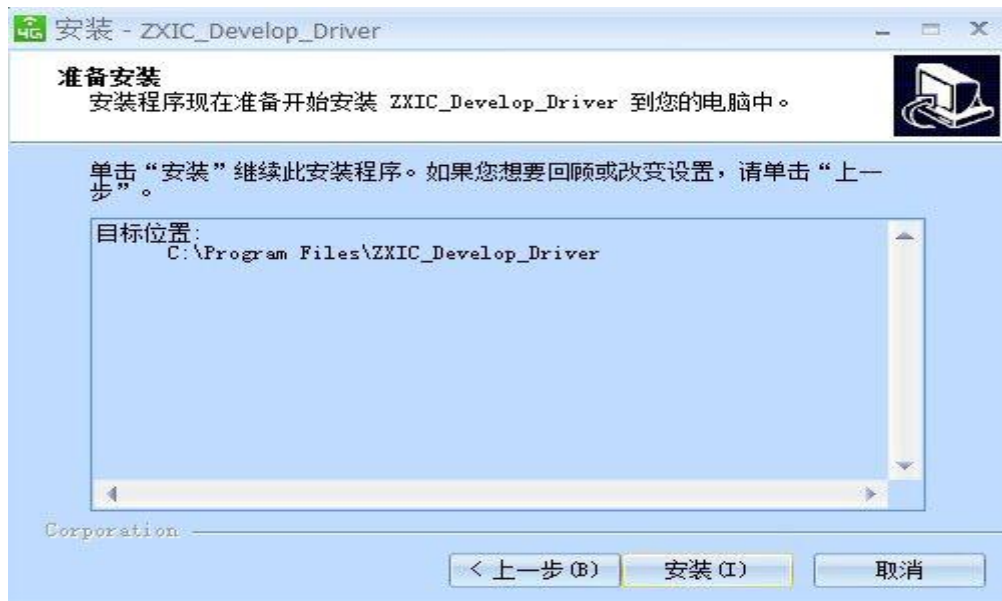 4G 安装 - ZXIC_Develop_Driver
准备安装
安装程序现在准备开始安装 ZXIC_Develop_Driver 到您的电脑中。
单击“安装”继续此安装程序。如果您想要回顾或改变设置，请单击“上一
步”。
目标位置:
C:\Program Files\ZXIC_Develop_Driver
Corporation
< 上一步(B) 安装(I) 取消